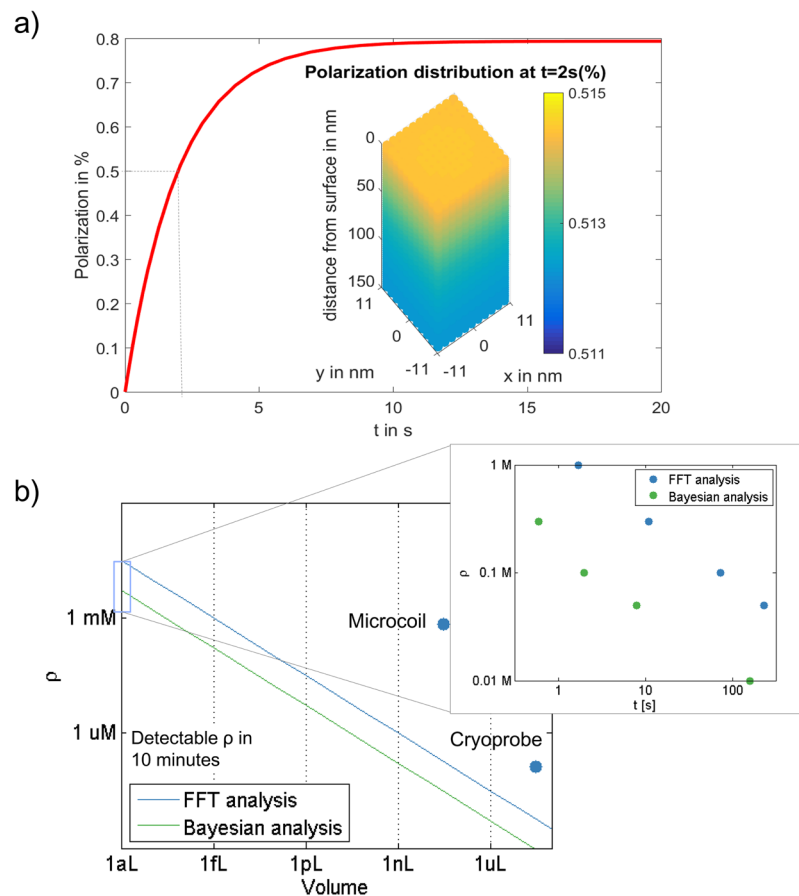 a)
0.8
0.7
0.6
0.5
0.4
0.3
0.2
0.1
0
Polarization in %
0
5
10
15
20
t in s
Polarization distribution at t=2s(%)
0
50
100
150
distance from surface in nm
11
0
-11
y in nm
-11
0
11
x in nm
0.515
0.513
0.511
b)
1 mM
1 uM
ρ
Microcoil
Cryoprobe
Detectable ρ in
10 minutes
FFT analysis
Bayesian analysis
1aL
1fL
1pL
1nL
1uL
Volume
1 M
0.1 M
0.01 M
ρ
FFT analysis
Bayesian analysis
1
10
100
t [s]